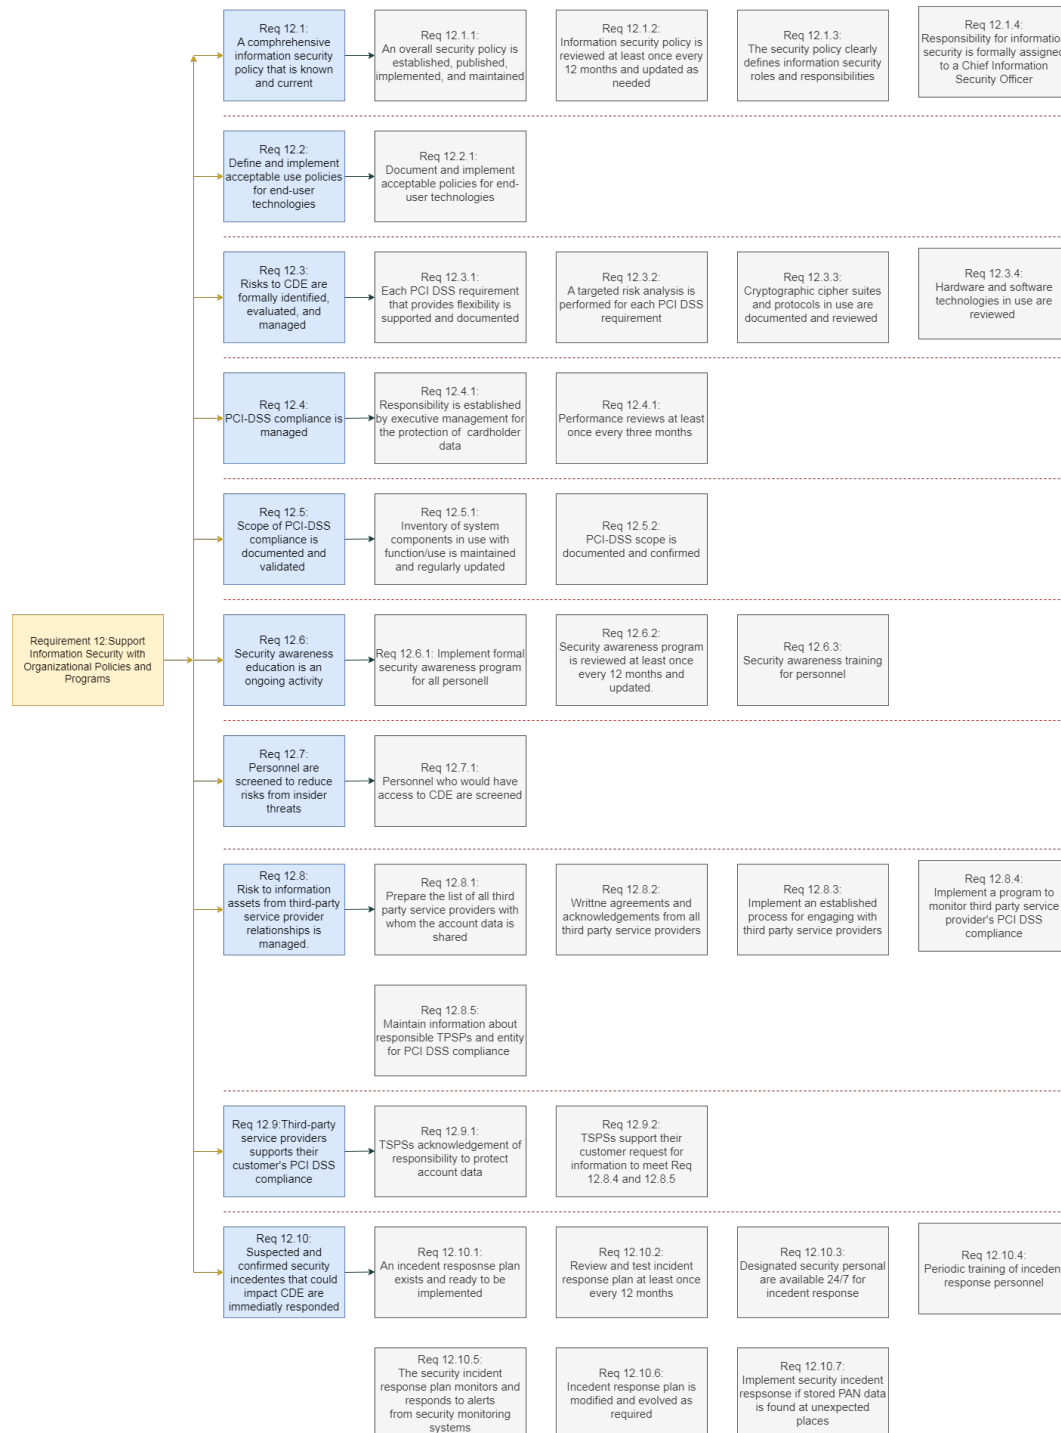 Req 12.1:
A comphrehensive
information security
policy that is known
and current
Req 12.1.1:
An overall security policy is
established, published,
implemented, and maintained
Req 12.1.2:
Information security policy is
reviewed at least once every
12 months and updated as
needed
Req 12.1.3:
The security policy clearly
defines information security
roles and responsibilities
Req 12.1.4:
Responsibility for information
security is formally assigned
to a Chief Information
Security Officer
Req 12.2:
Define and implement
acceptable use policies
for end-user
technologies
Req 12.2.1:
Document and implement
acceptable policies for end-
user technologies
Req 12.3:
Risks to CDE are
formally identified,
evaluated, and
managed
Req 12.3.1:
Each PCI DSS requirement
that provides flexibility is
supported and documented
Req 12.3.2:
A targeted risk analysis is
performed for each PCI DSS
requirement
Req 12.3.3:
Cryptographic cipher suites
and protocols in use are
documented and reviewed
Req 12.3.4:
Hardware and software
technologies in use are
reviewed
Req 12.4:
PCI-DSS compliance is
managed
Req 12.4.1:
Responsibility is established
by executive management for
the protection of cardholder
data
Req 12.4.1:
Performance reviews at least
once every three months
Req 12.5:
Scope of PCI-DSS
compliance is
documented and
validated
Req 12.5.1:
Inventory of system
components in use with
function/use is maintained
and regularly updated
Req 12.5.2:
PCI-DSS scope is
documented and confirmed
Requirement 12:Support
Information Security with
Organizational Policies and
Programs
Req 12.6:
Security awareness
education is an
ongoing activity
Req 12.6.1: Implement formal
security awareness program
for all personell
Req 12.6.2:
Security awareness program
is reviewed at least once
every 12 months and
updated.
Req 12.6.3:
Security awareness training
for personnel
Req 12.7:
Personnel are
screened to reduce
risks from insider
threats
Req 12.7.1:
Personnel who would have
access to CDE are screened
Req 12.8:
Risk to information
assets from third-party
service provider
relationships is
managed.
Req 12.8.1:
Prepare the list of all third
party service providers with
whom the account data is
shared
Req 12.8.2:
Writtne agreements and
acknowledgements from all
third party service providers
Req 12.8.3:
Implement an established
process for engaging with
third party service providers
Req 12.8.4:
Implement a program to
monitor third party service
provider's PCI DSS
compliance
Req 12.8.5:
Maintain information about
responsible TPSPs and entity
for PCI DSS compliance
Req 12.9:Third-party
service providers
supports their
customer's PCI DSS
compliance
Req 12.9.1:
TSPSs acknowledgement of
responsibility to protect
account data
Req 12.9.2:
TSPSs support their
customer request for
information to meet Req
12.8.4 and 12.8.5
Req 12.10:
Suspected and
confirmed security
incedentes that could
impact CDE are
immediatly responded
Req 12.10.1:
An incedent resposnse plan
exists and ready to be
implemented
Req 12.10.2:
Review and test incident
response plan at least once
every 12 months
Req 12.10.3:
Designated security personal
are available 24/7 for
incedent response
Req 12.10.4:
Periodic training of inceden
response personnel
Req 12.10.5:
The security incident
response plan monitors and
responds to alerts
from security monitoring
systems
Req 12.10.6:
Incedent response plan is
modified and evolved as
required
Req 12.10.7:
Implement security incedent
respsonse if stored PAN data
is found at unexpected
places